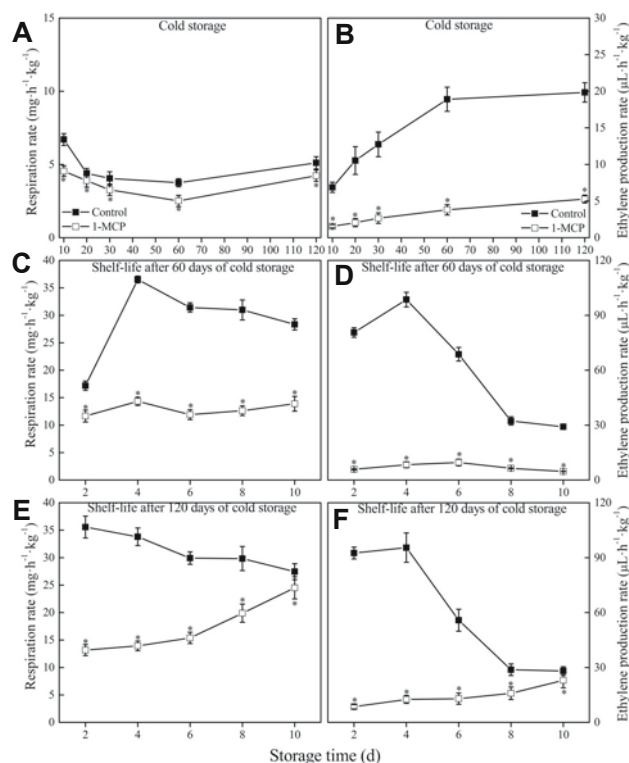 A
Cold storage
Respiration rate (mg·h⁻¹·kg⁻¹)
15
10
5
0
Control
1-MCP
10 20 30 40 50 60 70 80 90 100 110 120
B
Cold storage
Ethylene production rate (μL·h⁻¹·kg⁻¹)
30
25
20
15
10
5
0
Control
1-MCP
10 20 30 40 50 60 70 80 90 100 110 120
C
Shelf-life after 60 days of cold storage
Respiration rate (mg·h⁻¹·kg⁻¹)
40
35
30
25
20
15
10
5
0
2 4 6 8 10
D
Shelf-life after 60 days of cold storage
Ethylene production rate (μL·h⁻¹·kg⁻¹)
120
90
60
30
0
2 4 6 8 10
E
Shelf-life after 120 days of cold storage
Respiration rate (mg·h⁻¹·kg⁻¹)
40
35
30
25
20
15
10
5
0
2 4 6 8 10
F
Shelf-life after 120 days of cold storage
Ethylene production rate (μL·h⁻¹·kg⁻¹)
120
90
60
30
0
2 4 6 8 10
Storage time (d)